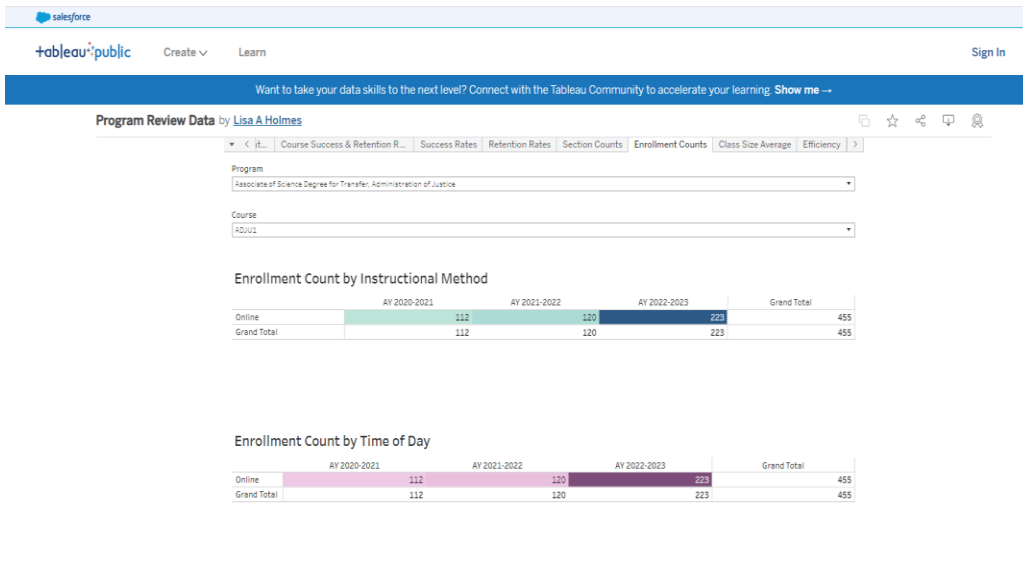 salesforce
+ableau public Create Learn Sign In
Want to take your data skills to the next level? Connect with the Tableau Community to accelerate your learning. Show me →
Program Review Data by Lisa A Holmes
Course Success & Retention R... Success Rates Retention Rates Section Counts Enrollment Counts Class Size Average Efficiency
Program
Associate of Science Degree for Transfer, Administration of Justice
Course
ADJU1
Enrollment Count by Instructional Method
AY 2020-2021 AY 2021-2022 AY 2022-2023 Grand Total
Online 112 120 223 455
Grand Total 112 120 223 455
Enrollment Count by Time of Day
AY 2020-2021 AY 2021-2022 AY 2022-2023 Grand Total
Online 112 120 223 455
Grand Total 112 120 223 455